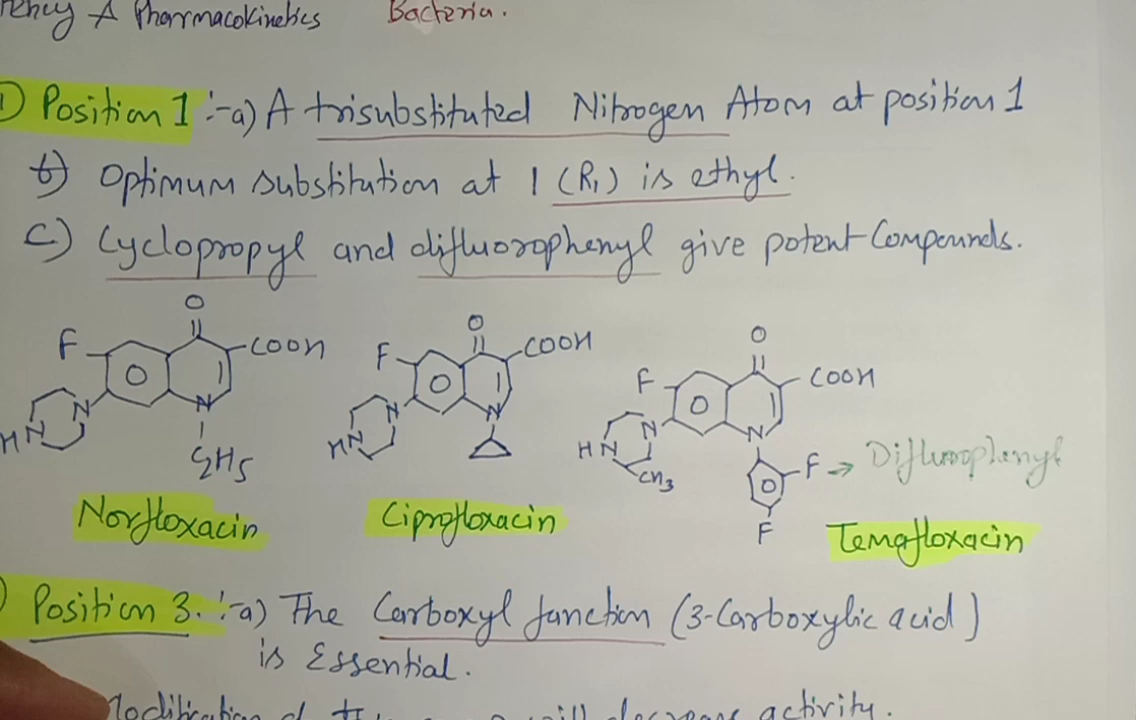 A Pharmacokinetics Bacteria.
1) Position 1 :- a) A trisubstituted Nitrogen Atom at position 1
b) Optimum substitution at 1 (R₁) is ethyl.
c) Cyclopropyl and difluorophenyl give potent Compounds.
O O O
F COOH F COOH F COOH
N N N N N N
HN HN HN
C₂H₅ CH₃ F → Difluorophenyl
F
Norfloxacin Ciprofloxacin Temafloxacin
) Position 3. :- a) The Carboxyl function (3-Carboxylic acid)
is Essential.
decrease activity.